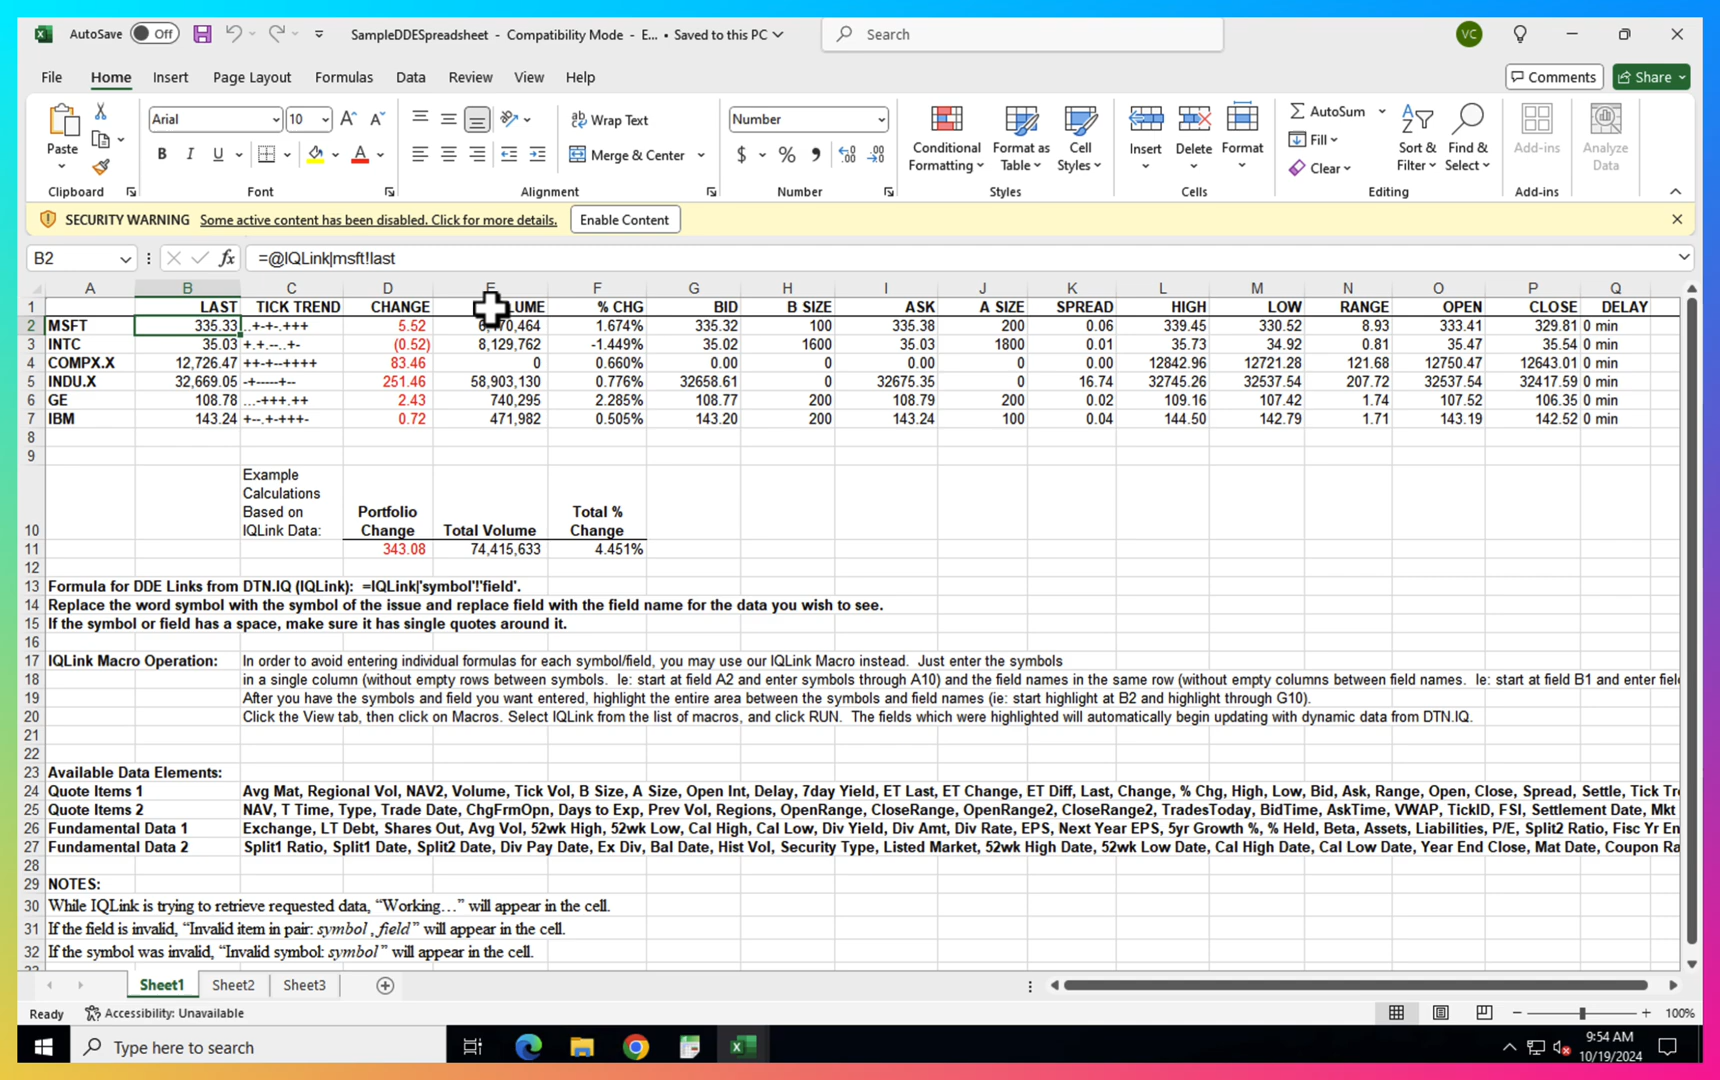 AutoSave Off SampleDDESpreadsheet - Compatibility Mode - E... • Saved to this PC Search VC
File Home Insert Page Layout Formulas Data Review View Help Comments Share
Paste Arial 10 A A Wrap Text Number Conditional Formatting Format as Table Cell Styles Insert Delete Format AutoSum Sort & Filter Find & Select Add-ins Analyze Data
B I U A Merge & Center $ % , Fill
Clear
Clipboard Font Alignment Number Styles Cells Editing Add-ins
SECURITY WARNING Some active content has been disabled. Click for more details. Enable Content
B2 fx =@IQLink|msft!last
A B C D E F G H I J K L M N O P Q
1 LAST TICK TREND CHANGE LUME % CHG BID B SIZE ASK A SIZE SPREAD HIGH LOW RANGE OPEN CLOSE DELAY
2 MSFT 335.33 ..+-+-.+++ 5.52 1.674% 335.32 100 335.38 200 0.06 339.45 330.52 8.93 333.41 329.81 0 min
3 INTC 35.03 +.+.--..+- (0.52) 8,129,762 -1.449% 35.02 1600 35.03 1800 0.01 35.73 34.92 0.81 35.47 35.54 0 min
4 COMPX.X 12,726.47 ++-+--++++ 83.46 0 0.660% 0.00 0 0.00 0 0.00 12842.96 12721.28 121.68 12750.47 12643.01 0 min
5 INDU.X 32,669.05 -+-----+-- 251.46 58,903,130 0.776% 32658.61 0 32675.35 0 16.74 32745.26 32537.54 207.72 32537.54 32417.59 0 min
6 GE 108.78 ...-+++.++ 2.43 740,295 2.285% 108.77 200 108.79 200 0.02 109.16 107.42 1.74 107.52 106.35 0 min
7 IBM 143.24 +--.+-+++- 0.72 471,982 0.505% 143.20 200 143.24 100 0.04 144.50 142.79 1.71 143.19 142.52 0 min
8
9
Example
Calculations
Based on Portfolio Total %
10 IQLink Data: Change Total Volume Change
11 343.08 74,415,633 4.451%
12
13 Formula for DDE Links from DTN.IQ (IQLink): =IQLink|'symbol'!'field'.
14 Replace the word symbol with the symbol of the issue and replace field with the field name for the data you wish to see.
15 If the symbol or field has a space, make sure it has single quotes around it.
16
17 IQLink Macro Operation: In order to avoid entering individual formulas for each symbol/field, you may use our IQLink Macro instead. Just enter the symbols
18 in a single column (without empty rows between symbols. Ie: start at field A2 and enter symbols through A10) and the field names in the same row (without empty columns between field names. Ie: start at field B1 and enter fiel
19 After you have the symbols and field you want entered, highlight the entire area between the symbols and field names (ie: start highlight at B2 and highlight through G10).
20 Click the View tab, then click on Macros. Select IQLink from the list of macros, and click RUN. The fields which were highlighted will automatically begin updating with dynamic data from DTN.IQ.
21
22
23 Available Data Elements:
24 Quote Items 1 Avg Mat, Regional Vol, NAV2, Volume, Tick Vol, B Size, A Size, Open Int, Delay, 7day Yield, ET Last, ET Change, ET Diff, Last, Change, % Chg, High, Low, Bid, Ask, Range, Open, Close, Spread, Settle, Tick Tr
25 Quote Items 2 NAV, T Time, Type, Trade Date, ChgFrmOpn, Days to Exp, Prev Vol, Regions, OpenRange, CloseRange, OpenRange2, CloseRange2, TradesToday, BidTime, AskTime, VWAP, TickID, FSI, Settlement Date, Mkt
26 Fundamental Data 1 Exchange, LT Debt, Shares Out, Avg Vol, 52wk High, 52wk Low, Cal High, Cal Low, Div Yield, Div Amt, Div Rate, EPS, Next Year EPS, 5yr Growth %, % Held, Beta, Assets, Liabilities, P/E, Split2 Ratio, Fisc Yr En
27 Fundamental Data 2 Split1 Ratio, Split1 Date, Split2 Date, Div Pay Date, Ex Div, Bal Date, Hist Vol, Security Type, Listed Market, 52wk High Date, 52wk Low Date, Cal High Date, Cal Low Date, Year End Close, Mat Date, Coupon Ra
28
29 NOTES:
30 While IQLink is trying to retrieve requested data, “Working…” will appear in the cell.
31 If the field is invalid, “Invalid item in pair: symbol , field” will appear in the cell.
32 If the symbol was invalid, “Invalid symbol: symbol” will appear in the cell.
Sheet1 Sheet2 Sheet3
Ready Accessibility: Unavailable 100%
Type here to search 9:54 AM
10/19/2024